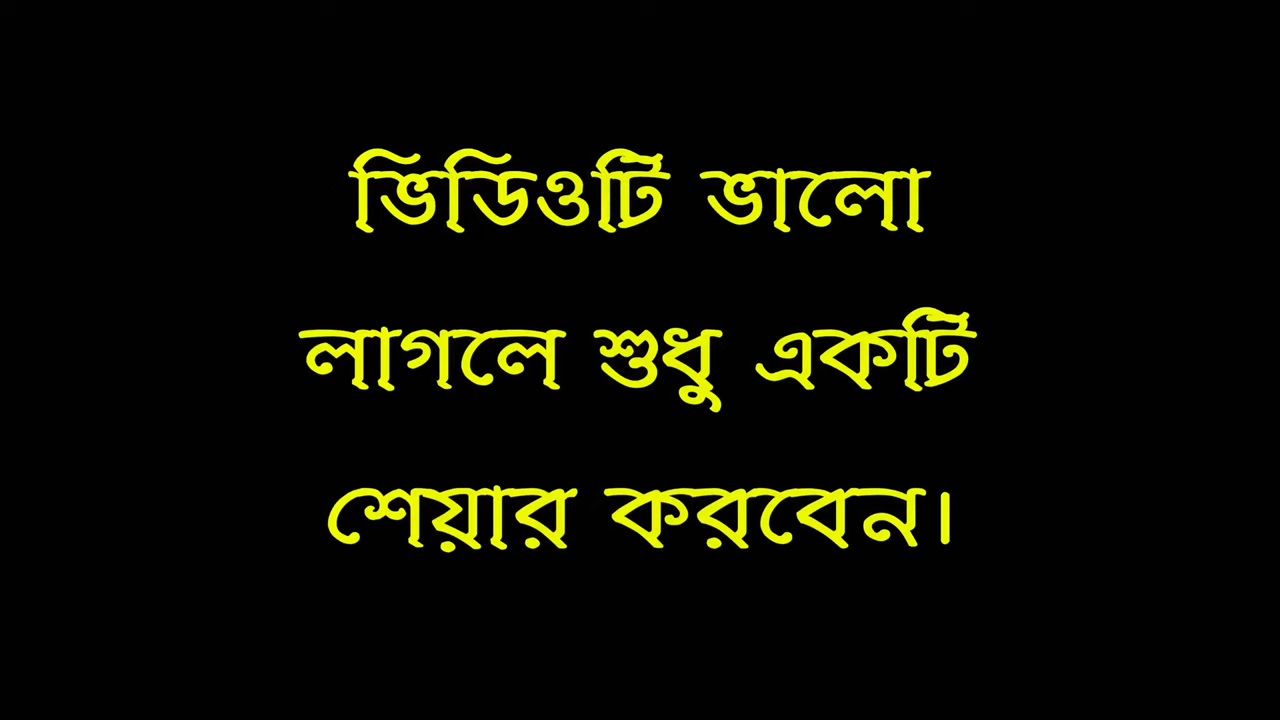 ভিডিওটি ভালো
লাগলে শুধু একটি
শেয়ার করবেন।